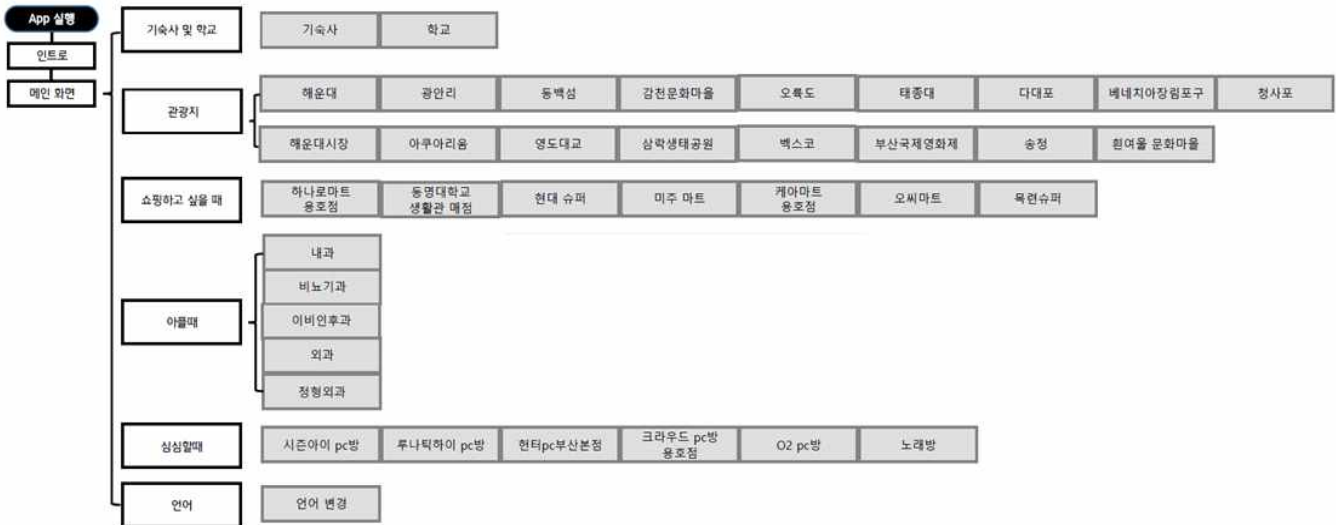 App 실행
인트로
메인 화면
기숙사 및 학교
기숙사
학교
관광지
해운대
광안리
동백섬
감천문화마을
오륙도
태종대
다대포
베네치아장림포구
청사포
해운대시장
아쿠아리움
영도대교
삼락생태공원
벡스코
부산국제영화제
송정
흰여울 문화마을
쇼핑하고 싶을 때
하나로마트
용호점
동명대학교
생활관 매점
현대 슈퍼
미주 마트
케아마트
용호점
오씨마트
목련슈퍼
아플때
내과
비뇨기과
이비인후과
외과
정형외과
심심할때
시즌아이 pc방
루나틱하이 pc방
헌터pc부산본점
크라우드 pc방
용호점
O2 pc방
노래방
언어
언어 변경